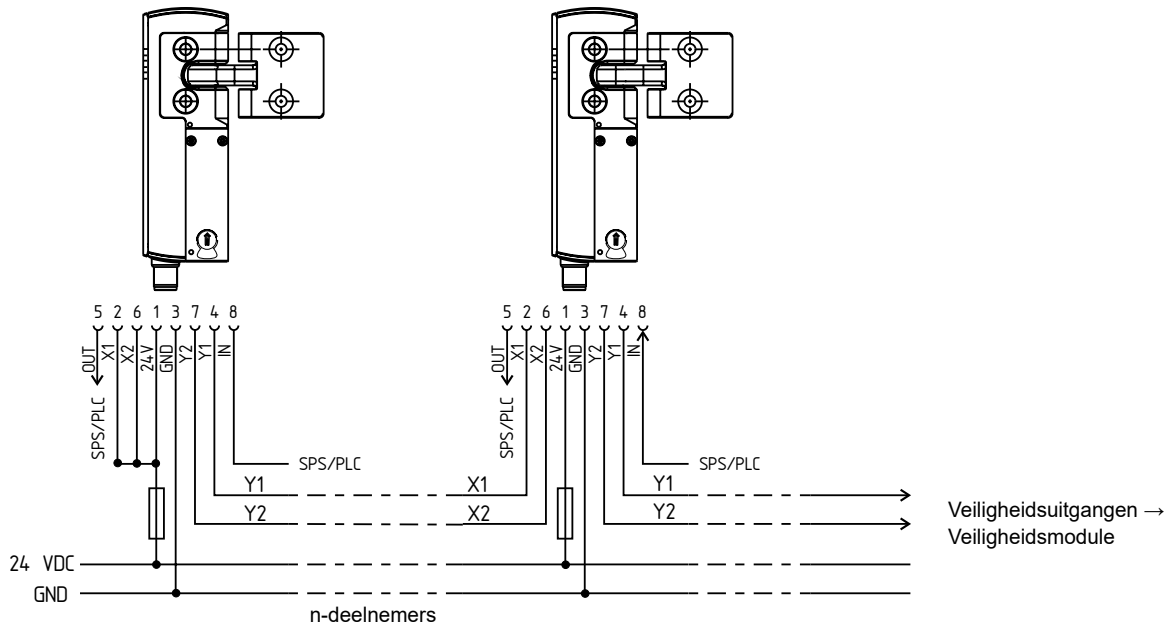 5 2 6 1 3 7 4 8
OUT
X1
X2
24V
GND
Y2
Y1
IN
SPS/PLC
SPS/PLC
Y1
Y2
5 2 6 1 3 7 4 8
OUT
X1
X2
24V
GND
Y2
Y1
IN
SPS/PLC
SPS/PLC
X1
X2
Y1
Y2
Veiligheidsuitgangen →
Veiligheidsmodule
24 VDC
GND
n-deelnemers